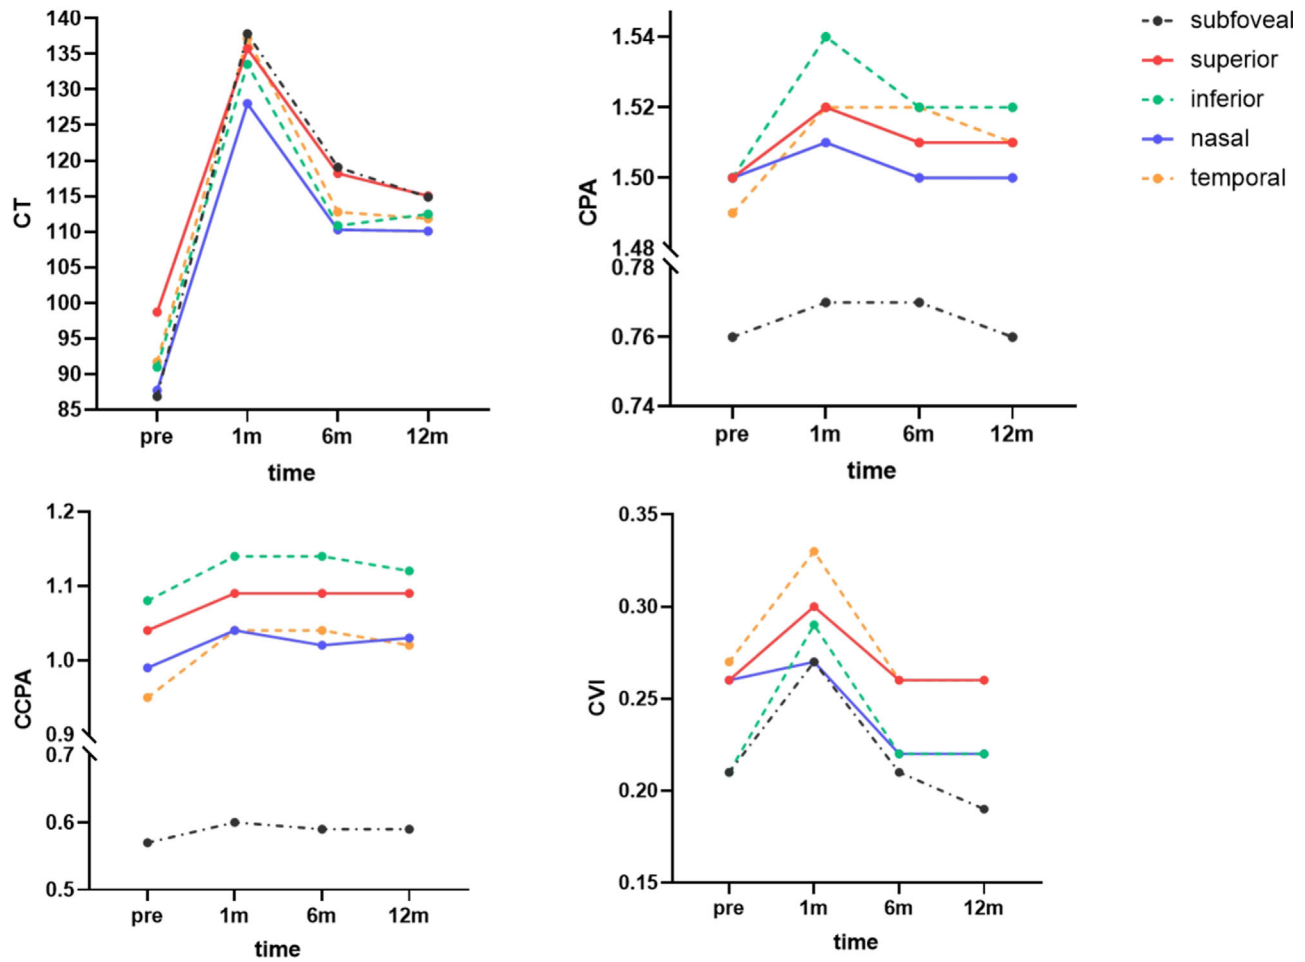 140
135
130
125
120
115
110
105
100
95
90
85
CT
pre 1m 6m 12m
time
1.54
1.52
1.50
1.48
0.78
0.76
0.74
CPA
pre 1m 6m 12m
time
subfoveal
superior
inferior
nasal
temporal
1.2
1.1
1.0
0.9
0.7
0.6
0.5
CCPA
pre 1m 6m 12m
time
0.35
0.30
0.25
0.20
0.15
CVI
pre 1m 6m 12m
time